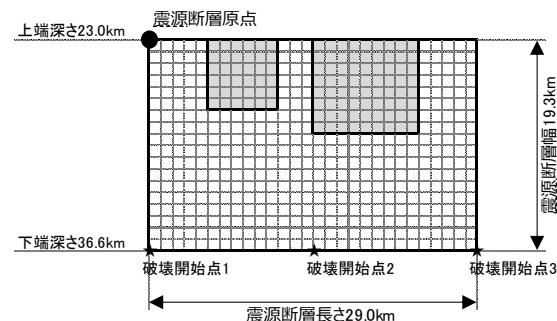 震源断層原点
上端深さ23.0km
震源断層幅19.3km
下端深さ36.6km
破壊開始点1
破壊開始点2
破壊開始点3
震源断層長さ29.0km